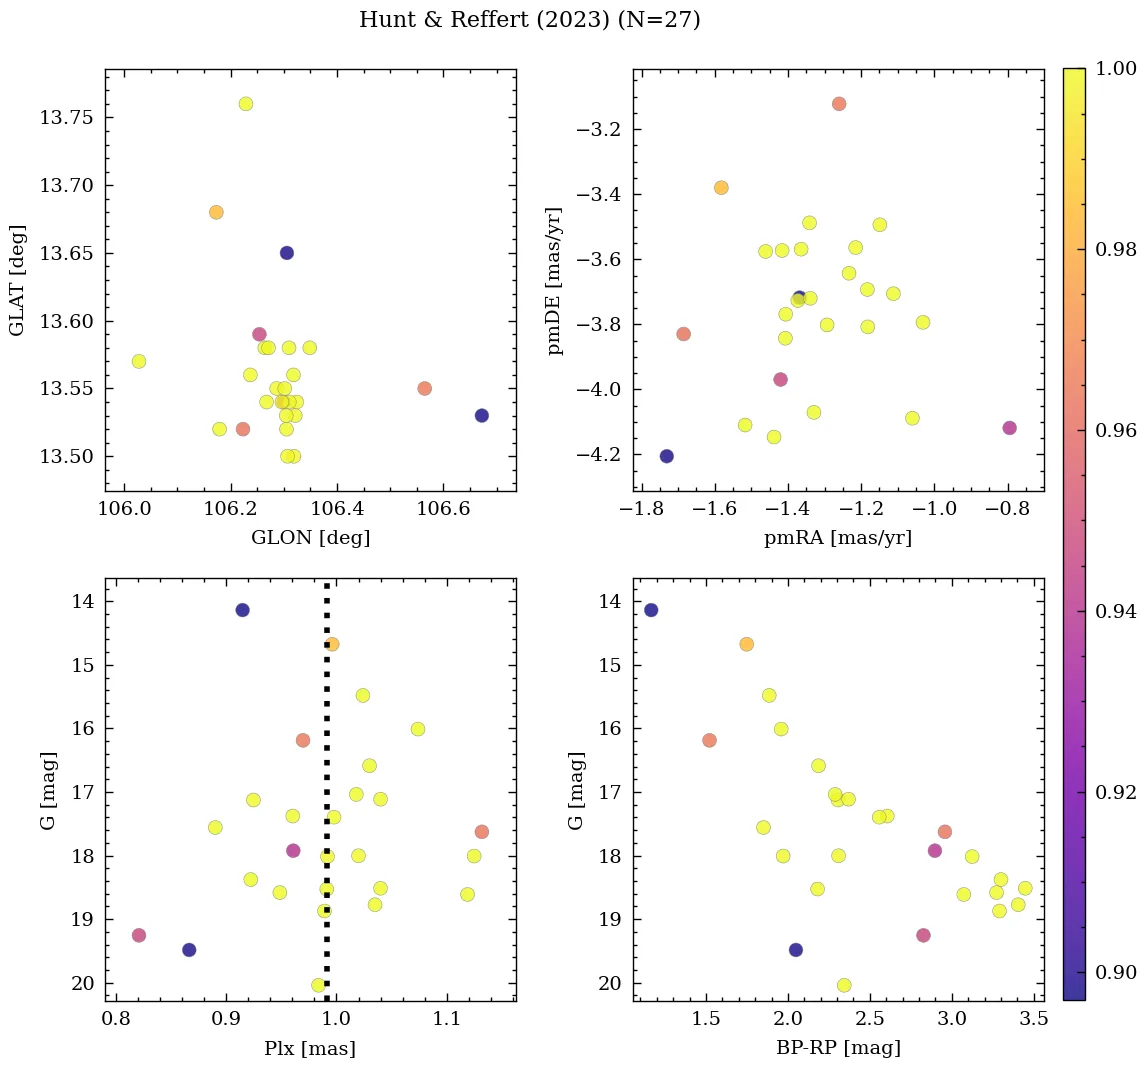 Hunt & Reffert (2023) (N=27)
13.75
13.70
13.65
13.60
13.55
13.50
GLAT [deg]
106.0 106.2 106.4 106.6
GLON [deg]
−3.2
−3.4
−3.6
−3.8
−4.0
−4.2
pmDE [mas/yr]
−1.8 −1.6 −1.4 −1.2 −1.0 −0.8
pmRA [mas/yr]
14
15
16
17
18
19
20
G [mag]
0.8 0.9 1.0 1.1
Plx [mas]
14
15
16
17
18
19
20
G [mag]
1.5 2.0 2.5 3.0 3.5
BP-RP [mag]
1.00
0.98
0.96
0.94
0.92
0.90